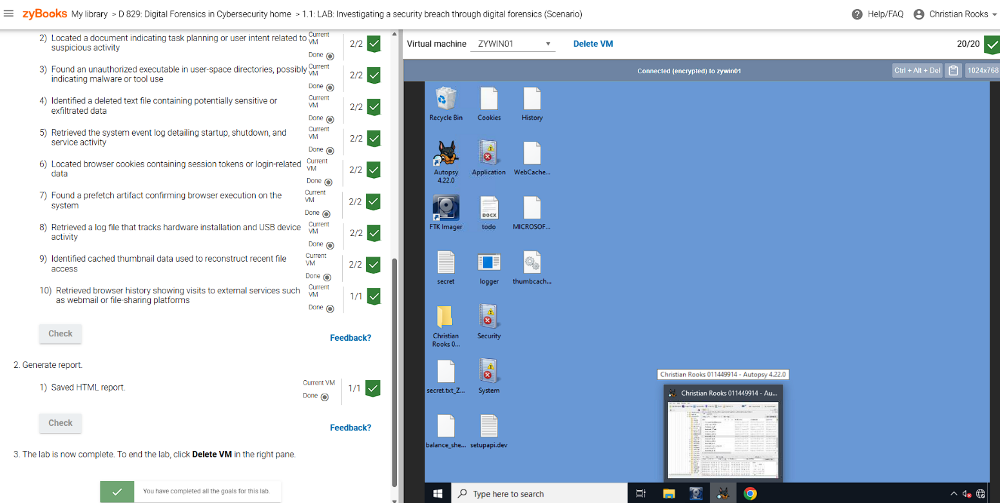 zyBooks My library > D 829: Digital Forensics in Cybersecurity home > 1.1: LAB: Investigating a security breach through digital forensics (Scenario)
Help/FAQ Christian Rooks
2) Located a document indicating task planning or user intent related to
suspicious activity
Current
VM
Done
2/2
3) Found an unauthorized executable in user-space directories, possibly
indicating malware or tool use
Current
VM
Done
2/2
4) Identified a deleted text file containing potentially sensitive or
exfiltrated data
Current
VM
Done
2/2
5) Retrieved the system event log detailing startup, shutdown, and
service activity
Current
VM
Done
2/2
6) Located browser cookies containing session tokens or login-related
data
Current
VM
Done
2/2
7) Found a prefetch artifact confirming browser execution on the
system
Current
VM
Done
2/2
8) Retrieved a log file that tracks hardware installation and USB device
activity
Current
VM
Done
2/2
9) Identified cached thumbnail data used to reconstruct recent file
access
Current
VM
Done
2/2
10) Retrieved browser history showing visits to external services such
as webmail or file-sharing platforms
Current
VM
Done
1/1
Check
Feedback?
2. Generate report.
1) Saved HTML report.
Current VM
Done
1/1
Check
Feedback?
3. The lab is now complete. To end the lab, click Delete VM in the right pane.
You have completed all the goals for this lab.
Virtual machine ZYWIN01 Delete VM 20/20
Connected (encrypted) to zywin01
Ctrl + Alt + Del 1024x768
Recycle Bin Cookies History
Autopsy
4.22.0
Application WebCache...
FTK Imager DOCX todo MICROSOF...
secret logger thumbcach...
Christian
Rooks 0...
Security
secret.txt_Z... System
balance_she... setupapi.dev
Christian Rooks 011449914 - Autopsy 4.22.0
Christian Rooks 011449914 - Au...
Type here to search